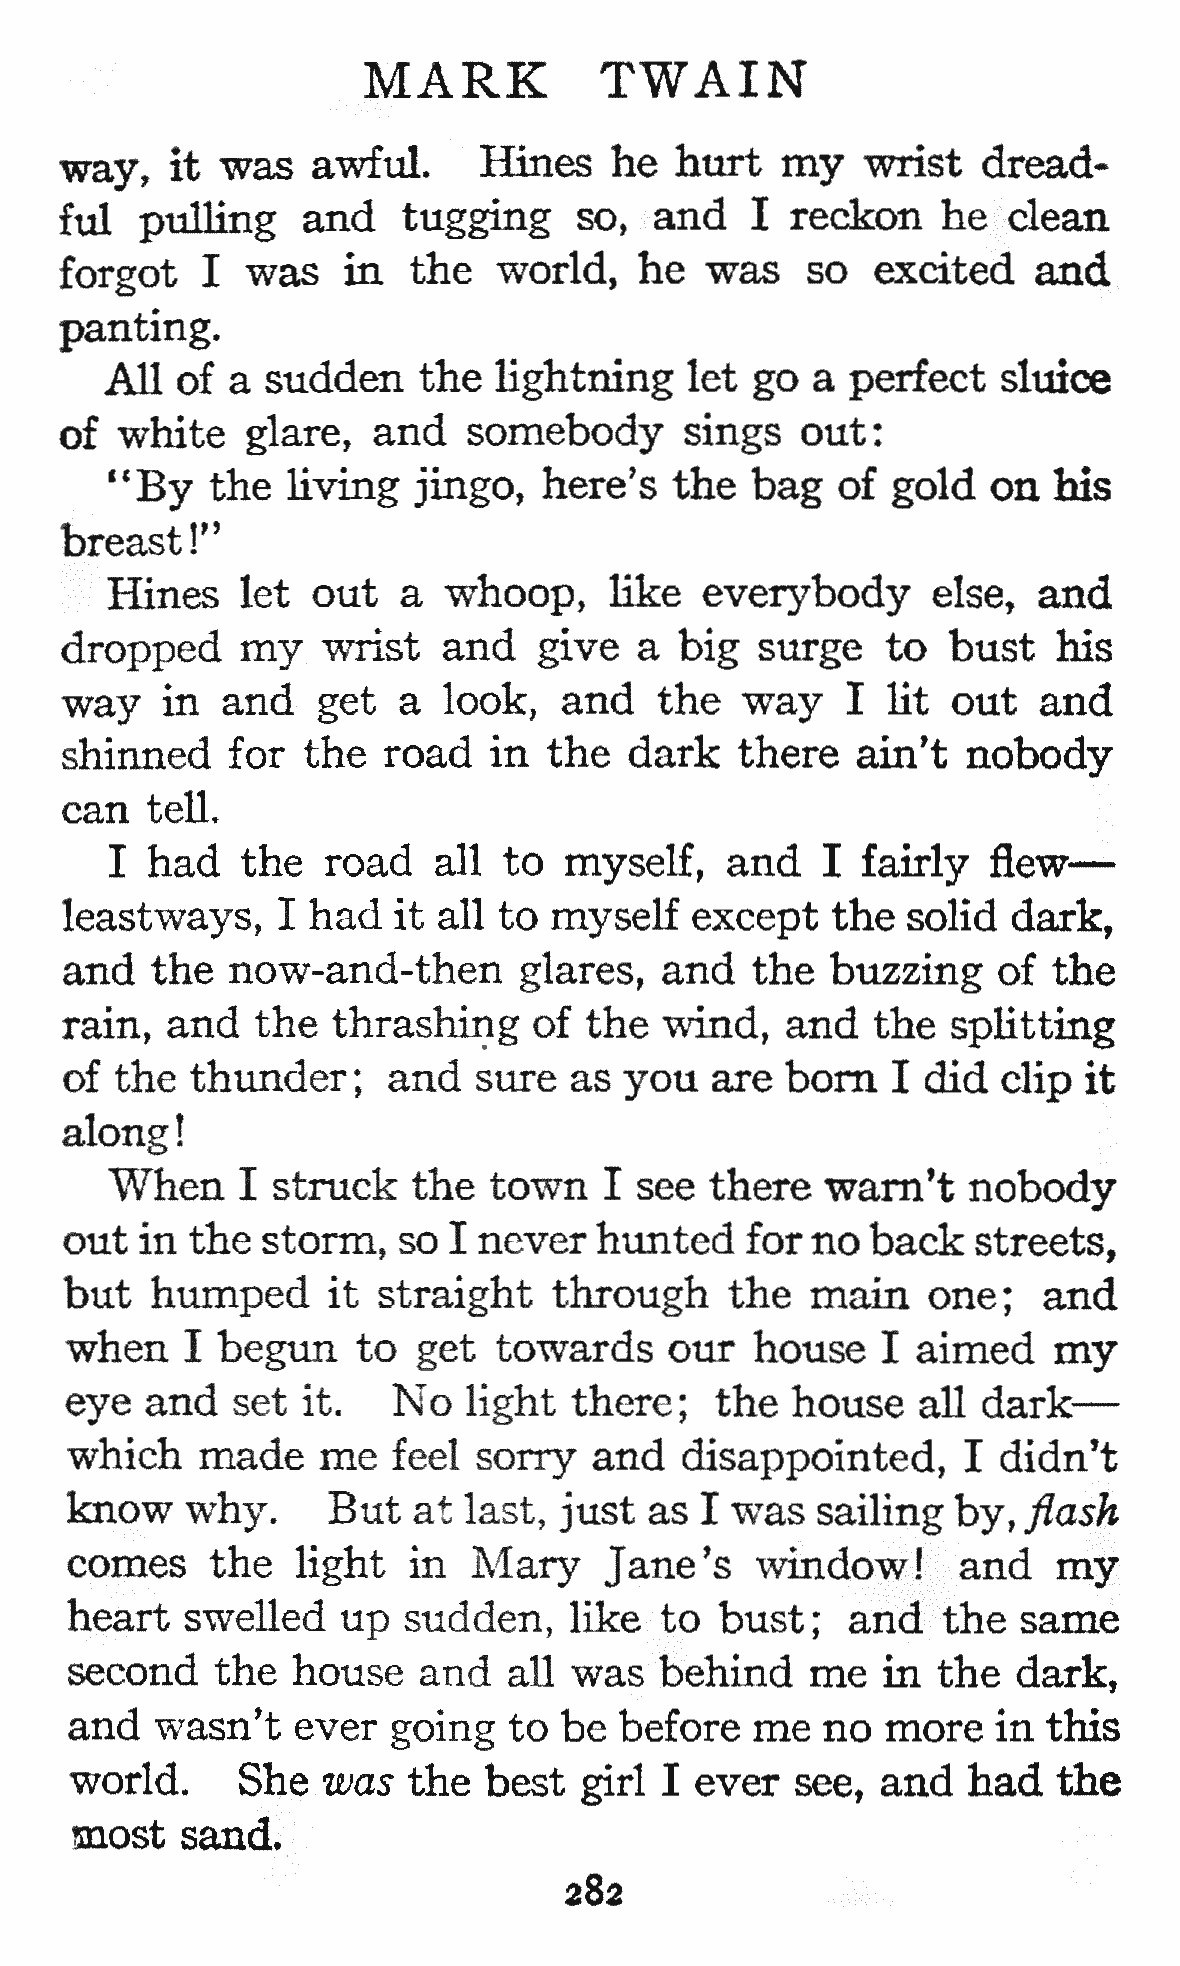 MARK TWAIN
way, it was awful. Hines he hurt my wrist dread-
ful pulling and tugging so, and I reckon he clean
forgot I was in the world, he was so excited and
panting.
All of a sudden the lightning let go a perfect sluice
of white glare, and somebody sings out:
“By the living jingo, here’s the bag of gold on his
breast!”
Hines let out a whoop, like everybody else, and
dropped my wrist and give a big surge to bust his
way in and get a look, and the way I lit out and
shinned for the road in the dark there ain’t nobody
can tell.
I had the road all to myself, and I fairly flew—
leastways, I had it all to myself except the solid dark,
and the now-and-then glares, and the buzzing of the
rain, and the thrashing of the wind, and the splitting
of the thunder; and sure as you are born I did clip it
along!
When I struck the town I see there warn’t nobody
out in the storm, so I never hunted for no back streets,
but humped it straight through the main one; and
when I begun to get towards our house I aimed my
eye and set it. No light there; the house all dark—
which made me feel sorry and disappointed, I didn’t
know why. But at last, just as I was sailing by, flash
comes the light in Mary Jane’s window! and my
heart swelled up sudden, like to bust; and the same
second the house and all was behind me in the dark,
and wasn’t ever going to be before me no more in this
world. She was the best girl I ever see, and had the
most sand.
282